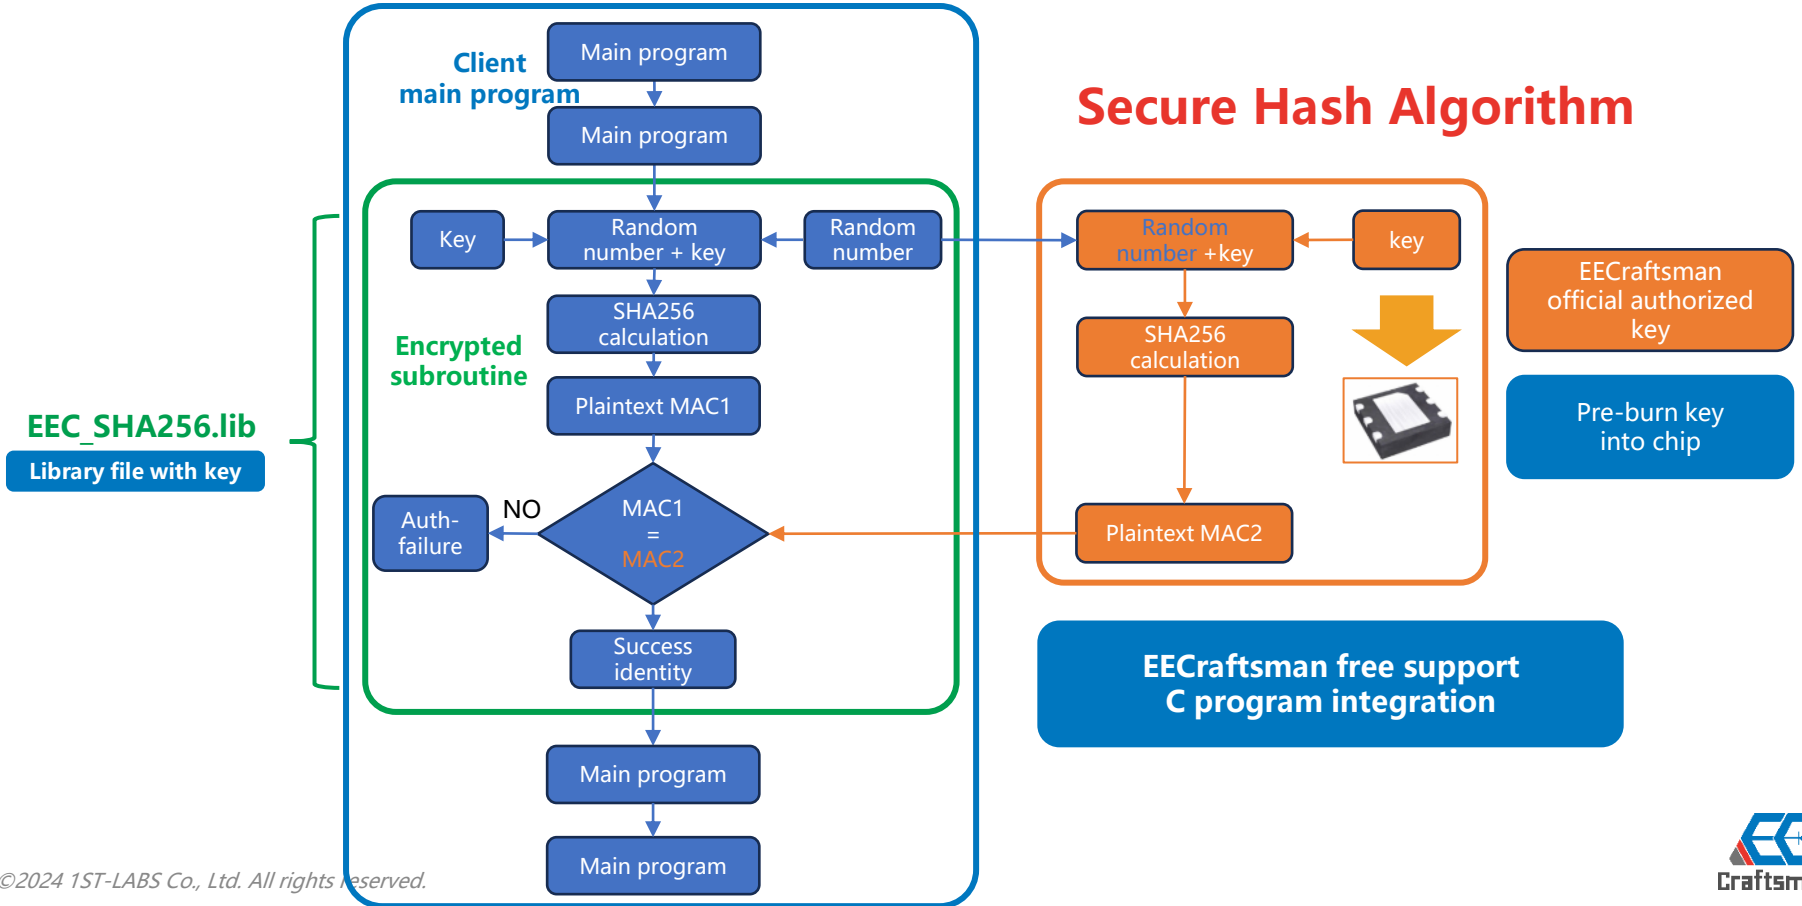 Main program
Client
main program
Main program
Secure Hash Algorithm
Key
Random
number + key
Random
number
Random
number +key
key
SHA256
calculation
SHA256
calculation
EECraftsman
official authorized
key
Encrypted
subroutine
Plaintext MAC1
Pre-burn key
into chip
EEC_SHA256.lib
Library file with key
Auth-
failure
NO
MAC1
=
MAC2
Plaintext MAC2
Success
identity
EECraftsman free support
C program integration
Main program
Main program
©2024 1ST-LABS Co., Ltd. All rights reserved.